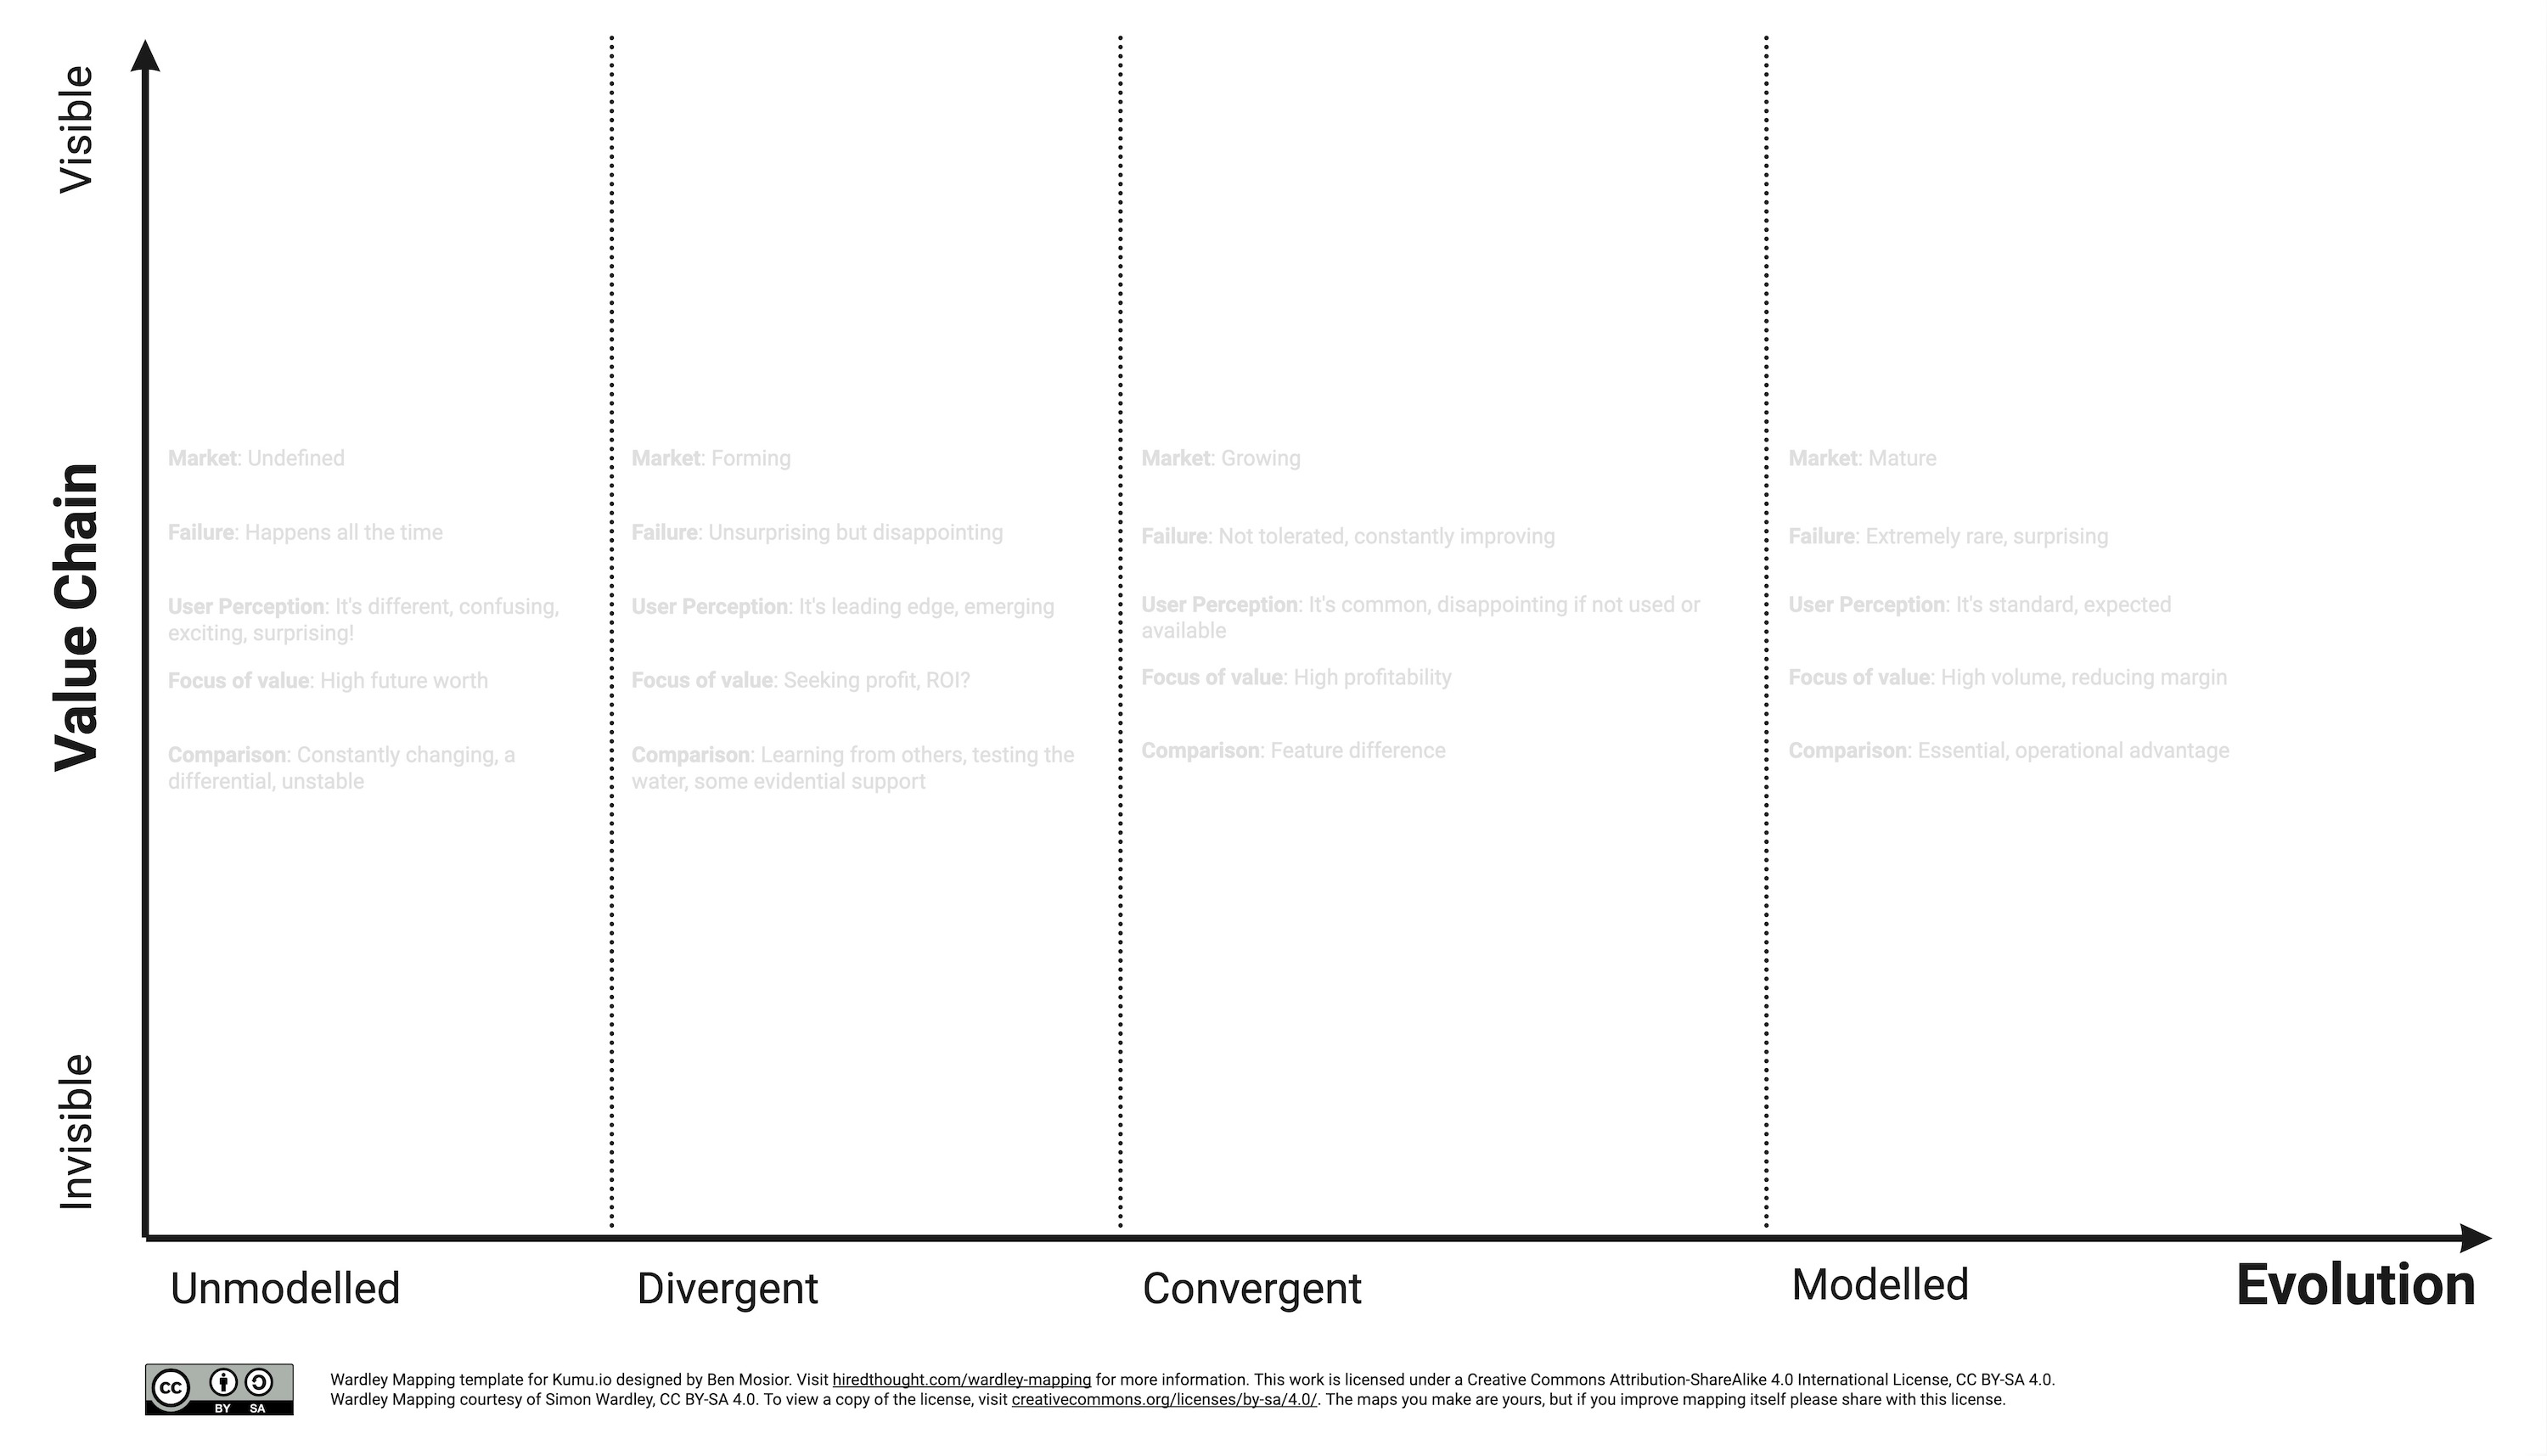 Visible
Value Chain
Invisible
Market: Undefined
Failure: Happens all the time
User Perception: It's different, confusing,
exciting, surprising!
Focus of value: High future worth
Comparison: Constantly changing, a
differential, unstable
Market: Forming
Failure: Unsurprising but disappointing
User Perception: It's leading edge, emerging
Focus of value: Seeking profit, ROI?
Comparison: Learning from others, testing the
water, some evidential support
Market: Growing
Failure: Not tolerated, constantly improving
User Perception: It's common, disappointing if not used or
available
Focus of value: High profitability
Comparison: Feature difference
Market: Mature
Failure: Extremely rare, surprising
User Perception: It's standard, expected
Focus of value: High volume, reducing margin
Comparison: Essential, operational advantage
Unmodelled
Divergent
Convergent
Modelled
Evolution
cc
BY SA
Wardley Mapping template for Kumu.io designed by Ben Mosior. Visit hiredthought.com/wardley-mapping for more information. This work is licensed under a Creative Commons Attribution-ShareAlike 4.0 International License, CC BY-SA 4.0.
Wardley Mapping courtesy of Simon Wardley, CC BY-SA 4.0. To view a copy of the license, visit creativecommons.org/licenses/by-sa/4.0/. The maps you make are yours, but if you improve mapping itself please share with this license.